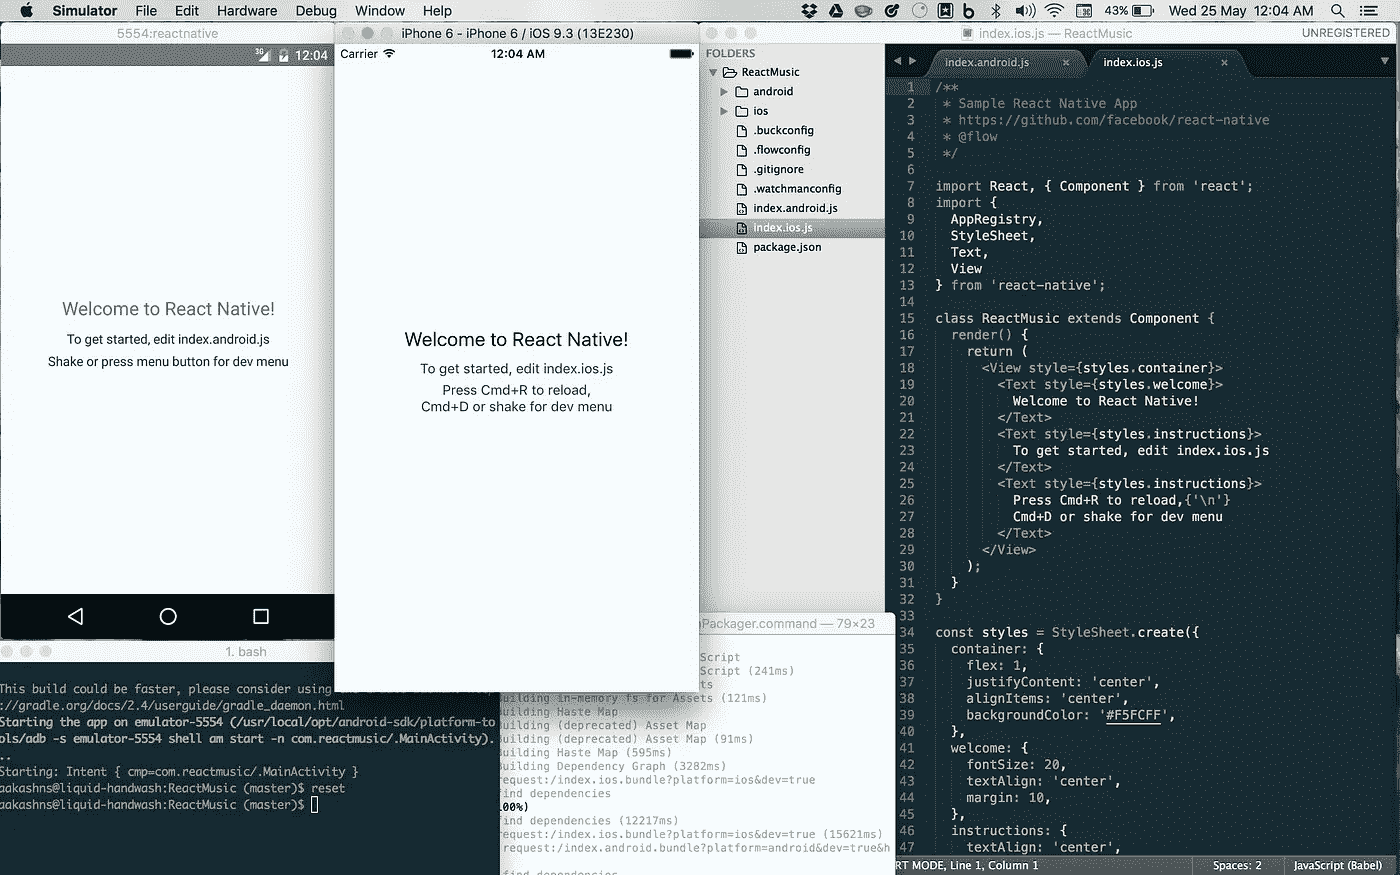 Simulator File Edit Hardware Debug Window Help
43% Wed 25 May 12:04 AM
5554:reactnative
3G 12:04
Welcome to React Native!
To get started, edit index.android.js
Shake or press menu button for dev menu
iPhone 6 - iPhone 6 / iOS 9.3 (13E230)
Carrier 12:04 AM
Welcome to React Native!
To get started, edit index.ios.js
Press Cmd+R to reload,
Cmd+D or shake for dev menu
index.ios.js — ReactMusic
UNREGISTERED
FOLDERS
ReactMusic
android
ios
.buckconfig
.flowconfig
.gitignore
.watchmanconfig
index.android.js
index.ios.js
package.json
index.android.js × index.ios.js ×
1 /**
2 * Sample React Native App
3 * https://github.com/facebook/react-native
4 * @flow
5 */
6
7 import React, { Component } from 'react';
8 import {
9 AppRegistry,
10 StyleSheet,
11 Text,
12 View
13 } from 'react-native';
14
15 class ReactMusic extends Component {
16 render() {
17 return (
18 <View style={styles.container}>
19 <Text style={styles.welcome}>
20 Welcome to React Native!
21 </Text>
22 <Text style={styles.instructions}>
23 To get started, edit index.ios.js
24 </Text>
25 <Text style={styles.instructions}>
26 Press Cmd+R to reload,{'\n'}
27 Cmd+D or shake for dev menu
28 </Text>
29 </View>
30 );
31 }
32 }
33
34 const styles = StyleSheet.create({
35 container: {
36 flex: 1,
37 justifyContent: 'center',
38 alignItems: 'center',
39 backgroundColor: '#F5FCFF',
40 },
41 welcome: {
42 fontSize: 20,
43 textAlign: 'center',
44 margin: 10,
45 },
46 instructions: {
47 textAlign: 'center',
RT MODE, Line 1, Column 1 Spaces: 2 JavaScript (Babel)
1. bash
This build could be faster, please consider using
://gradle.org/docs/2.4/userguide/gradle_daemon.html
Starting the app on emulator-5554 (/usr/local/opt/android-sdk/platform-to
ols/adb -s emulator-5554 shell am start -n com.reactmusic/.MainActivity).
..
Starting: Intent { cmp=com.reactmusic/.MainActivity }
aakashns@liquid-handwash:ReactMusic (master)$ reset
aakashns@liquid-handwash:ReactMusic (master)$
Packager.command — 79×23
Script
Script (241ms)
ts
uilding in-memory fs for Assets (121ms)
uilding Haste Map
uilding (deprecated) Asset Map
uilding (deprecated) Asset Map (91ms)
uilding Haste Map (595ms)
uilding Dependency Graph (3282ms)
request:/index.ios.bundle?platform=ios&dev=true
find dependencies
00%)
find dependencies (12217ms)
request:/index.ios.bundle?platform=ios&dev=true (15621ms)
request:/index.android.bundle?platform=android&dev=true&h
find dependencies